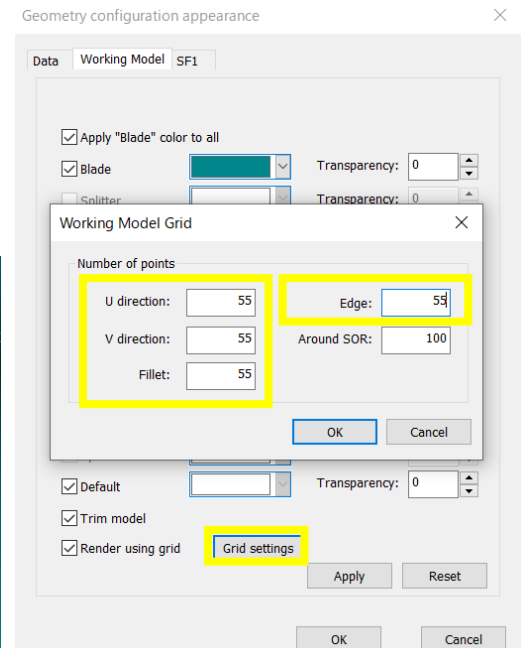 Geometry configuration appearance
Data Working Model SF1
Apply "Blade" color to all
Blade Transparency: 0
Splitter Transparency: 0
Working Model Grid
Number of points
U direction: 55 Edge: 55
V direction: 55 Around SOR: 100
Fillet: 55
OK Cancel
Default Transparency: 0
Trim model
Render using grid Grid settings
Apply Reset
OK Cancel